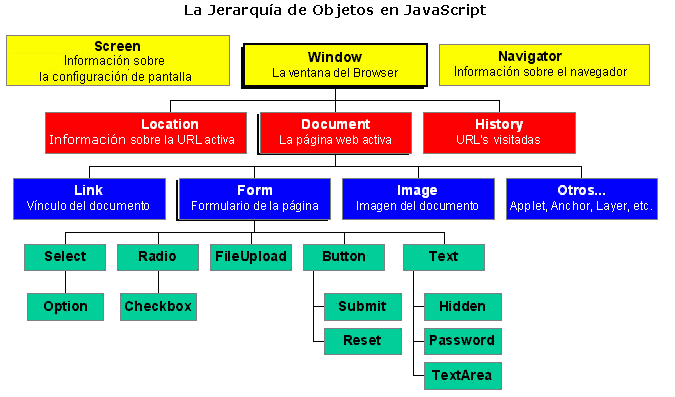 La Jerarquía de Objetos en JavaScript
Screen
Información sobre
la configuración de pantalla
Window
La ventana del Browser
Navigator
Información sobre el navegador
Location
Información sobre la URL activa
Document
La página web activa
History
URL's visitadas
Link
Vínculo del documento
Form
Formulario de la página
Image
Imagen del documento
Otros...
Applet, Anchor, Layer, etc.
Select
Radio
FileUpload
Button
Text
Option
Checkbox
Submit
Hidden
Reset
Password
TextArea